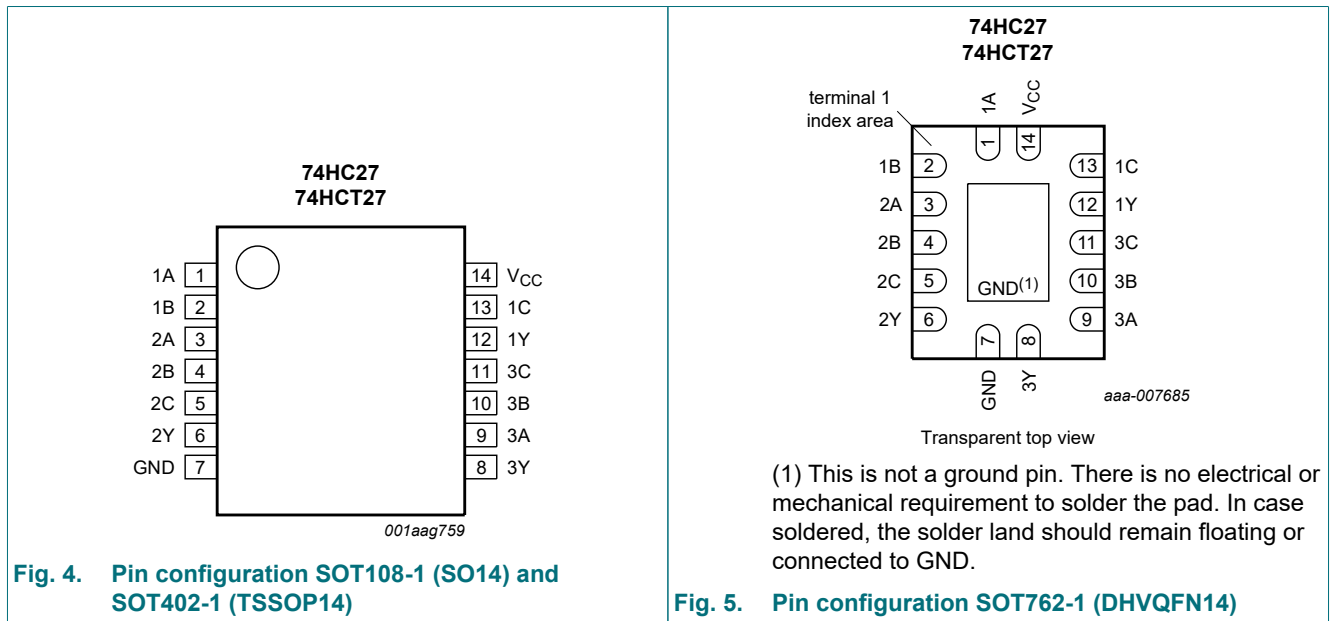 74HC27
74HCT27
1A 1
1B 2
2A 3
2B 4
2C 5
2Y 6
GND 7
14 VCC
13 1C
12 1Y
11 3C
10 3B
9 3A
8 3Y
001aag759
Fig. 4. Pin configuration SOT108-1 (SO14) and
SOT402-1 (TSSOP14)
74HC27
74HCT27
terminal 1
index area
1A
VCC
1
14
1B 2
2A 3
2B 4
2C 5
2Y 6
13 1C
12 1Y
11 3C
10 3B
9 3A
GND(1)
7
8
GND
3Y
aaa-007685
Transparent top view
(1) This is not a ground pin. There is no electrical or
mechanical requirement to solder the pad. In case
soldered, the solder land should remain floating or
connected to GND.
Fig. 5. Pin configuration SOT762-1 (DHVQFN14)